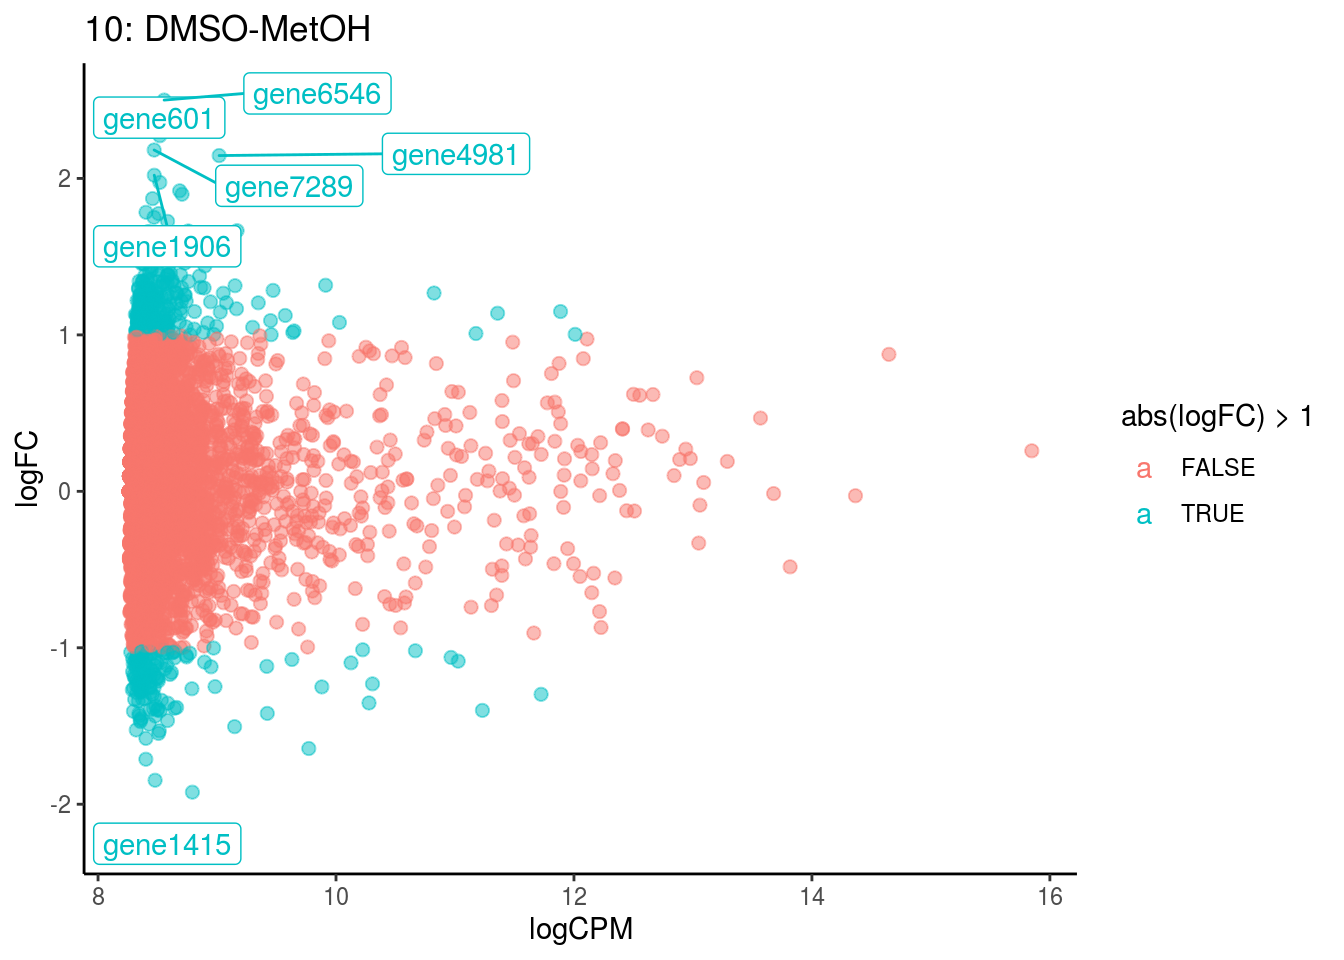 10: DMSO-MetOH
gene6546
gene601
gene4981
gene7289
gene1906
gene1415
logFC
2
1
0
-1
-2
8
10
12
14
16
logCPM
abs(logFC) > 1
a FALSE
a TRUE